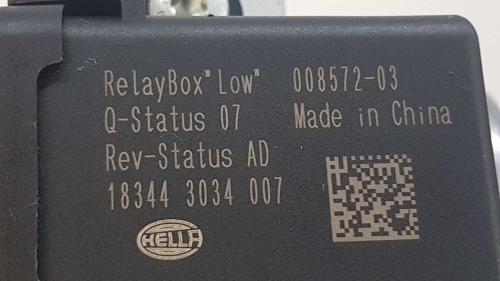 RelayBox"Low" 008572-03
Q-Status 07 Made in China
Rev-Status AD
18344 3034 007
HELLA